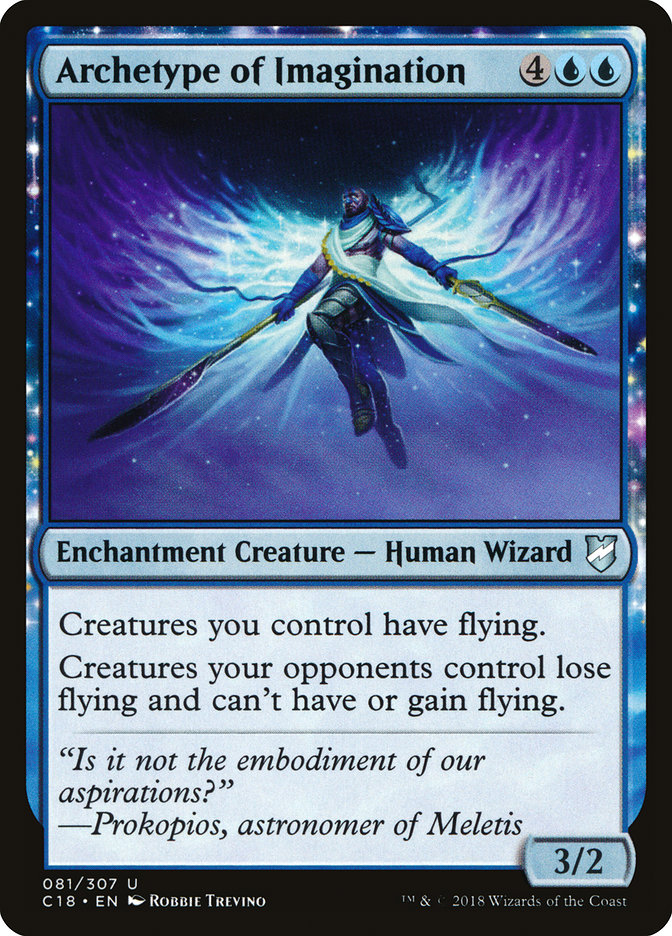 Archetype of Imagination 4
Enchantment Creature — Human Wizard
Creatures you control have flying.
Creatures your opponents control lose
flying and can't have or gain flying.
“Is it not the embodiment of our
aspirations?”
—Prokopios, astronomer of Meletis
3/2
081/307 U
C18 • EN Robbie Trevino
™ & © 2018 Wizards of the Coast